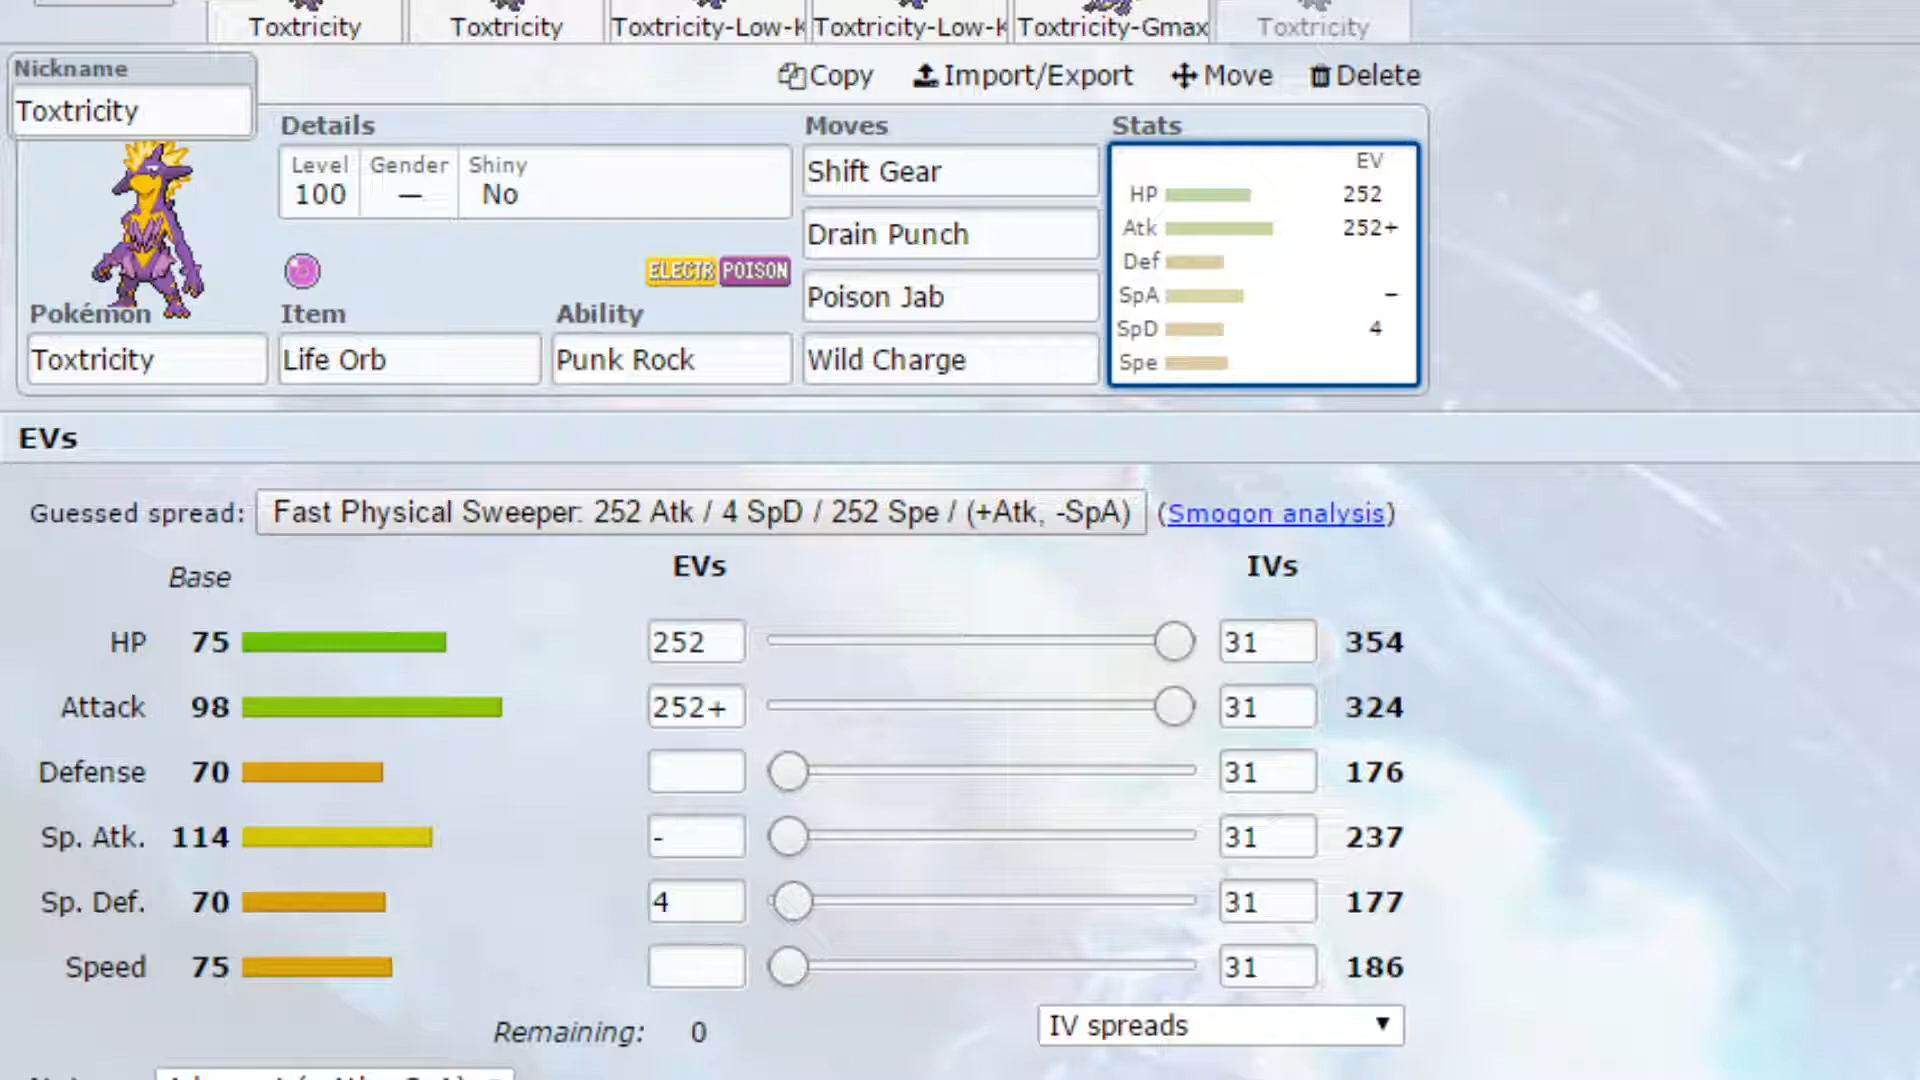 Toxtricity Toxtricity Toxtricity-Low-K Toxtricity-Low-K Toxtricity-Gmax Toxtricity
Nickname
Toxtricity
Copy Import/Export Move Delete
Details
Level Gender Shiny
100 — No
ELECTR POISON
Pokémon
Toxtricity
Item
Life Orb
Ability
Punk Rock
Moves
Shift Gear
Drain Punch
Poison Jab
Wild Charge
Stats
EV
HP 252
Atk 252+
Def
SpA −
SpD 4
Spe
EVs
Guessed spread: Fast Physical Sweeper: 252 Atk / 4 SpD / 252 Spe / (+Atk, -SpA) (Smogon analysis)
Base EVs IVs
HP 75 252 31 354
Attack 98 252+ 31 324
Defense 70 31 176
Sp. Atk. 114 - 31 237
Sp. Def. 70 4 31 177
Speed 75 31 186
Remaining: 0 IV spreads